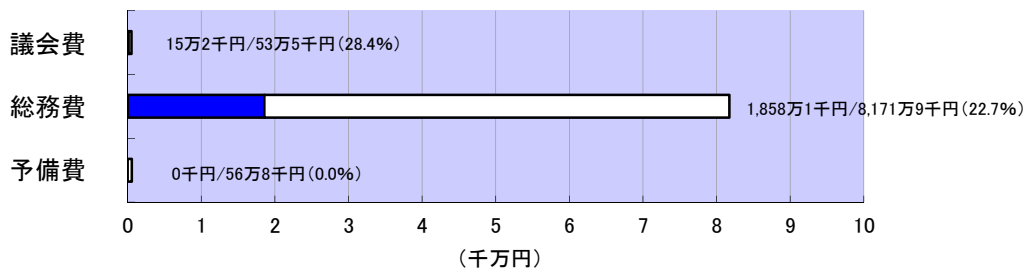 議会費
15万2千円/53万5千円(28.4%)
総務費
1,858万1千円/8,171万9千円(22.7%)
予備費
0千円/56万8千円(0.0%)
0 1 2 3 4 5 6 7 8 9 10
(千万円)